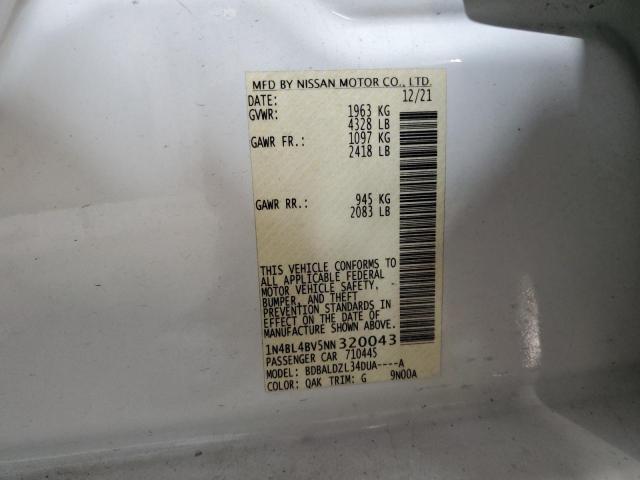 MFD BY NISSAN MOTOR CO., LTD.
DATE: 12/21
GVWR: 1963 KG
4328 LB
GAWR FR.: 1097 KG
2418 LB
GAWR RR.: 945 KG
2083 LB
THIS VEHICLE CONFORMS TO
ALL APPLICABLE FEDERAL
MOTOR VEHICLE SAFETY,
BUMPER, AND THEFT
PREVENTION STANDARDS IN
EFFECT ON THE DATE OF
MANUFACTURE SHOWN ABOVE.
1N4BL4BV5NN320043
PASSENGER CAR 71044S
MODEL: BDBALDZL34DUA----A
COLOR: QAK TRIM: G 9N00A